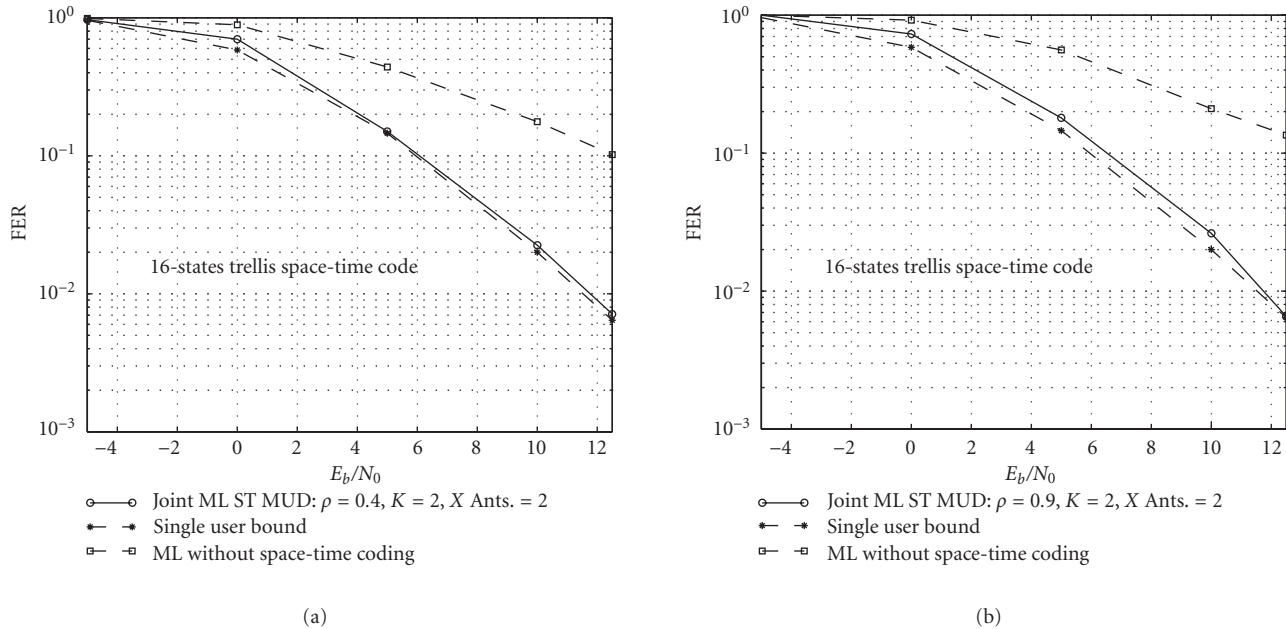 10⁰
10⁻¹
10⁻²
10⁻³
FER
16-states trellis space-time code
−4 −2 0 2 4 6 8 10 12
E_b/N_0
Joint ML ST MUD: ρ = 0.4, K = 2, X Ants. = 2
Single user bound
ML without space-time coding
(a)
10⁰
10⁻¹
10⁻²
10⁻³
FER
16-states trellis space-time code
−4 −2 0 2 4 6 8 10 12
E_b/N_0
Joint ML ST MUD: ρ = 0.9, K = 2, X Ants. = 2
Single user bound
ML without space-time coding
(b)